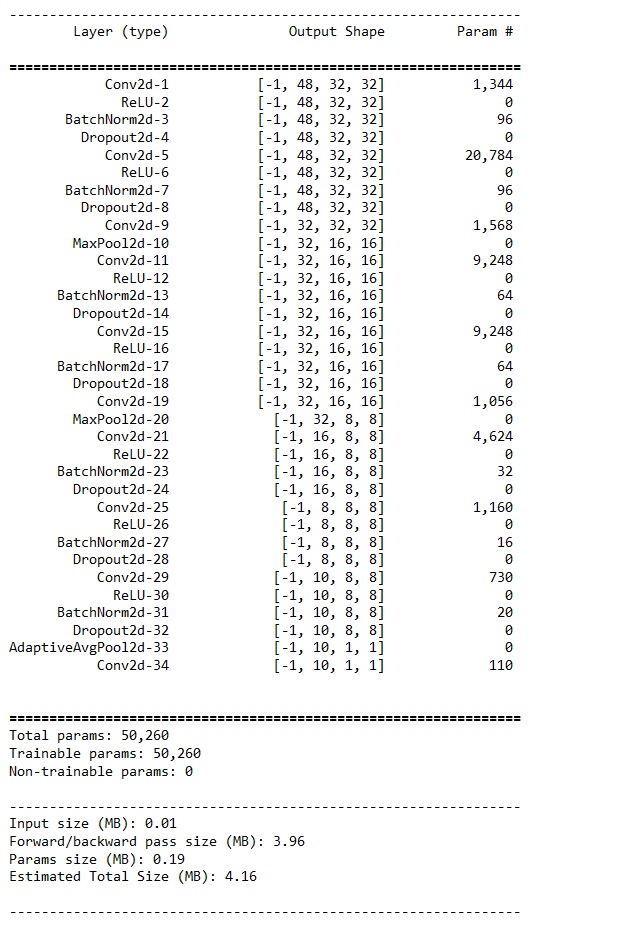 ----------------------------------------------------------------
Layer (type) Output Shape Param #
================================================================
Conv2d-1 [-1, 48, 32, 32] 1,344
ReLU-2 [-1, 48, 32, 32] 0
BatchNorm2d-3 [-1, 48, 32, 32] 96
Dropout2d-4 [-1, 48, 32, 32] 0
Conv2d-5 [-1, 48, 32, 32] 20,784
ReLU-6 [-1, 48, 32, 32] 0
BatchNorm2d-7 [-1, 48, 32, 32] 96
Dropout2d-8 [-1, 48, 32, 32] 0
Conv2d-9 [-1, 32, 32, 32] 1,568
MaxPool2d-10 [-1, 32, 16, 16] 0
Conv2d-11 [-1, 32, 16, 16] 9,248
ReLU-12 [-1, 32, 16, 16] 0
BatchNorm2d-13 [-1, 32, 16, 16] 64
Dropout2d-14 [-1, 32, 16, 16] 0
Conv2d-15 [-1, 32, 16, 16] 9,248
ReLU-16 [-1, 32, 16, 16] 0
BatchNorm2d-17 [-1, 32, 16, 16] 64
Dropout2d-18 [-1, 32, 16, 16] 0
Conv2d-19 [-1, 32, 16, 16] 1,056
MaxPool2d-20 [-1, 32, 8, 8] 0
Conv2d-21 [-1, 16, 8, 8] 4,624
ReLU-22 [-1, 16, 8, 8] 0
BatchNorm2d-23 [-1, 16, 8, 8] 32
Dropout2d-24 [-1, 16, 8, 8] 0
Conv2d-25 [-1, 8, 8, 8] 1,160
ReLU-26 [-1, 8, 8, 8] 0
BatchNorm2d-27 [-1, 8, 8, 8] 16
Dropout2d-28 [-1, 8, 8, 8] 0
Conv2d-29 [-1, 10, 8, 8] 730
ReLU-30 [-1, 10, 8, 8] 0
BatchNorm2d-31 [-1, 10, 8, 8] 20
Dropout2d-32 [-1, 10, 8, 8] 0
AdaptiveAvgPool2d-33 [-1, 10, 1, 1] 0
Conv2d-34 [-1, 10, 1, 1] 110
================================================================
Total params: 50,260
Trainable params: 50,260
Non-trainable params: 0
----------------------------------------------------------------
Input size (MB): 0.01
Forward/backward pass size (MB): 3.96
Params size (MB): 0.19
Estimated Total Size (MB): 4.16
----------------------------------------------------------------